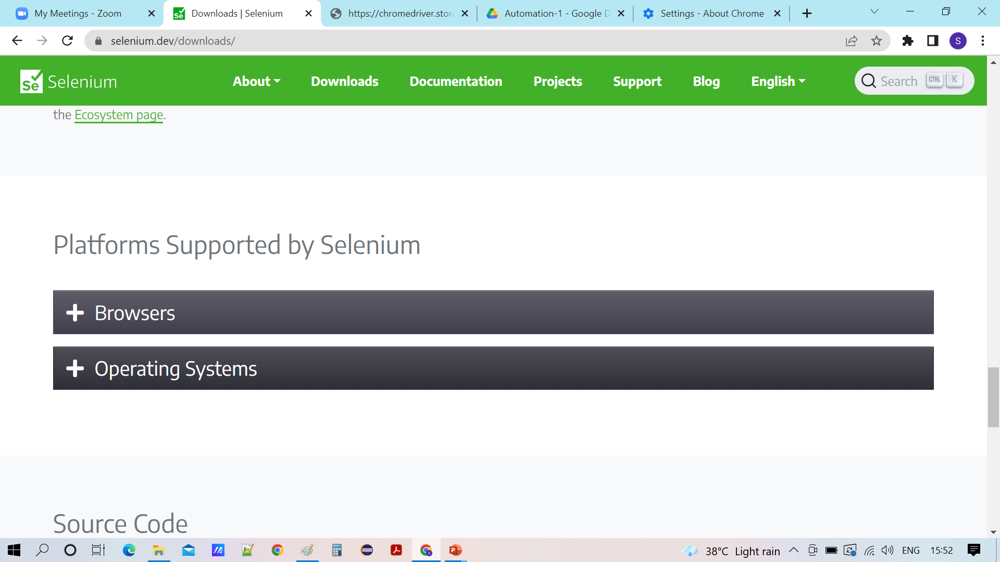 My Meetings - Zoom
Downloads | Selenium
https://chromedriver.stora
Automation-1 - Google D
Settings - About Chrome
selenium.dev/downloads/
S
Se Selenium
About
Downloads
Documentation
Projects
Support
Blog
English
Search CTRL K
the Ecosystem page.
Platforms Supported by Selenium
Browsers
Operating Systems
Source Code
38°C Light rain
ENG
15:52